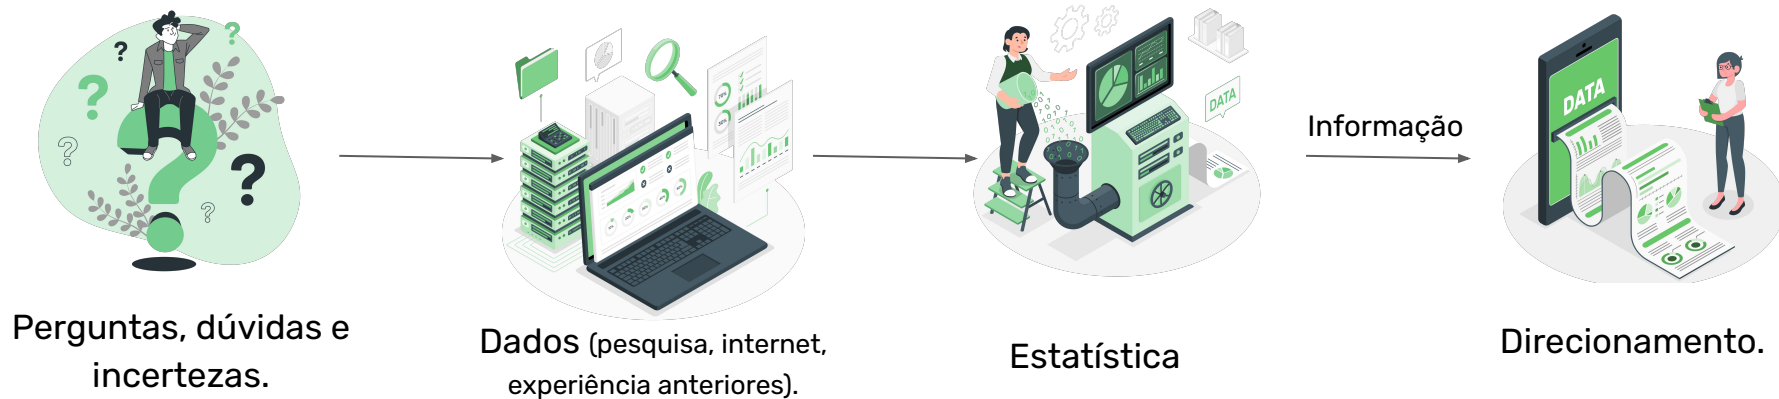 Perguntas, dúvidas e
incertezas.
Dados (pesquisa, internet,
experiência anteriores).
DATA
Estatística
Informação
DATA
Direcionamento.